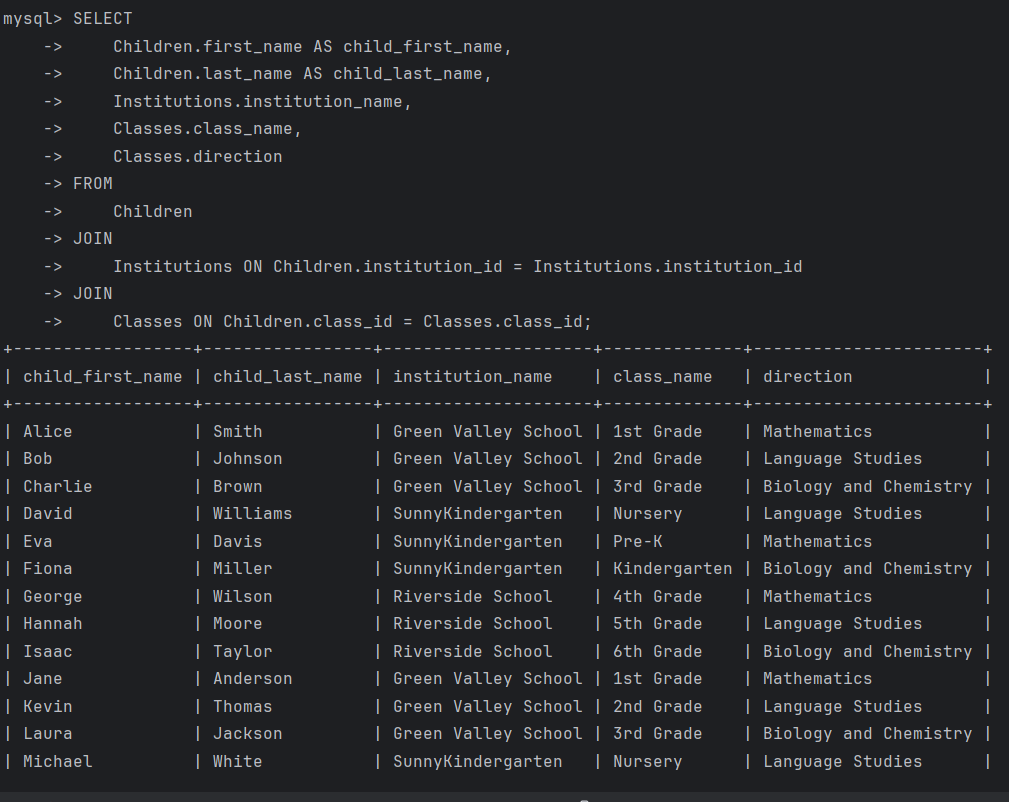 mysql> SELECT
    ->     Children.first_name AS child_first_name,
    ->     Children.last_name AS child_last_name,
    ->     Institutions.institution_name,
    ->     Classes.class_name,
    ->     Classes.direction
    -> FROM
    ->     Children
    -> JOIN
    ->     Institutions ON Children.institution_id = Institutions.institution_id
    -> JOIN
    ->     Classes ON Children.class_id = Classes.class_id;
+------------------+-----------------+---------------------+--------------+-----------------------+
| child_first_name | child_last_name | institution_name    | class_name   | direction             |
+------------------+-----------------+---------------------+--------------+-----------------------+
| Alice            | Smith           | Green Valley School | 1st Grade    | Mathematics           |
| Bob              | Johnson         | Green Valley School | 2nd Grade    | Language Studies      |
| Charlie          | Brown           | Green Valley School | 3rd Grade    | Biology and Chemistry |
| David            | Williams        | SunnyKindergarten   | Nursery      | Language Studies      |
| Eva              | Davis           | SunnyKindergarten   | Pre-K        | Mathematics           |
| Fiona            | Miller          | SunnyKindergarten   | Kindergarten | Biology and Chemistry |
| George           | Wilson          | Riverside School    | 4th Grade    | Mathematics           |
| Hannah           | Moore           | Riverside School    | 5th Grade    | Language Studies      |
| Isaac            | Taylor          | Riverside School    | 6th Grade    | Biology and Chemistry |
| Jane             | Anderson        | Green Valley School | 1st Grade    | Mathematics           |
| Kevin            | Thomas          | Green Valley School | 2nd Grade    | Language Studies      |
| Laura            | Jackson         | Green Valley School | 3rd Grade    | Biology and Chemistry |
| Michael          | White           | SunnyKindergarten   | Nursery      | Language Studies      |